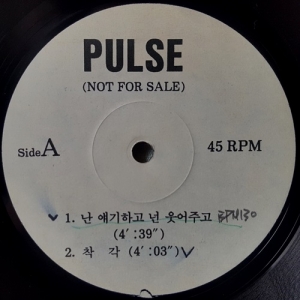 PULSE
(NOT FOR SALE)
Side A
45 RPM
1. 난 얘기하고 넌 웃어주고 BPM130
(4′:39″)
2. 착 각 (4′:03″)